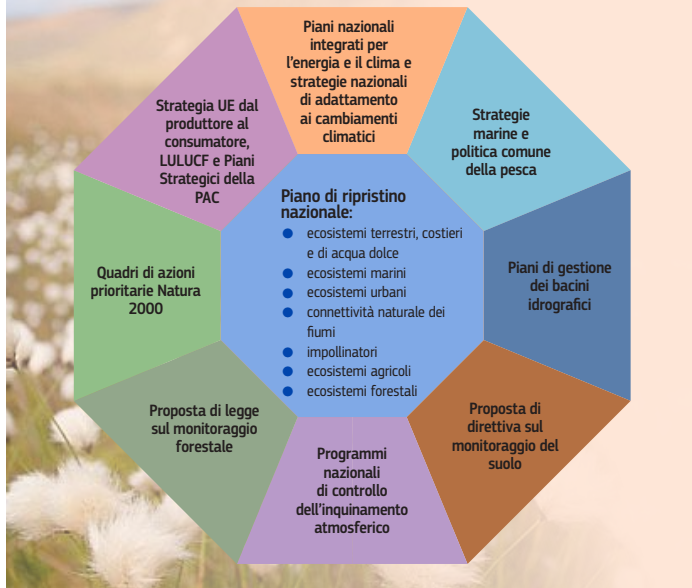 Piani nazionali
integrati per
l'energia e il clima e
strategie nazionali
di adattamento
ai cambiamenti
climatici
Strategia UE dal
produttore al
consumatore,
LULUCF e Piani
Strategici della
PAC
Strategie
marine e
politica comune
della pesca
Piano di ripristino
nazionale:
ecosistemi terrestri, costieri
e di acqua dolce
ecosistemi marini
ecosistemi urbani
connettività naturale dei
fiumi
impollinatori
ecosistemi agricoli
ecosistemi forestali
Quadri di azioni
prioritarie Natura
2000
Piani di gestione
dei bacini
idrografici
Proposta di legge
sul monitoraggio
forestale
Programmi
nazionali
di controllo
dell'inquinamento
atmosferico
Proposta di
direttiva sul
monitoraggio del
suolo